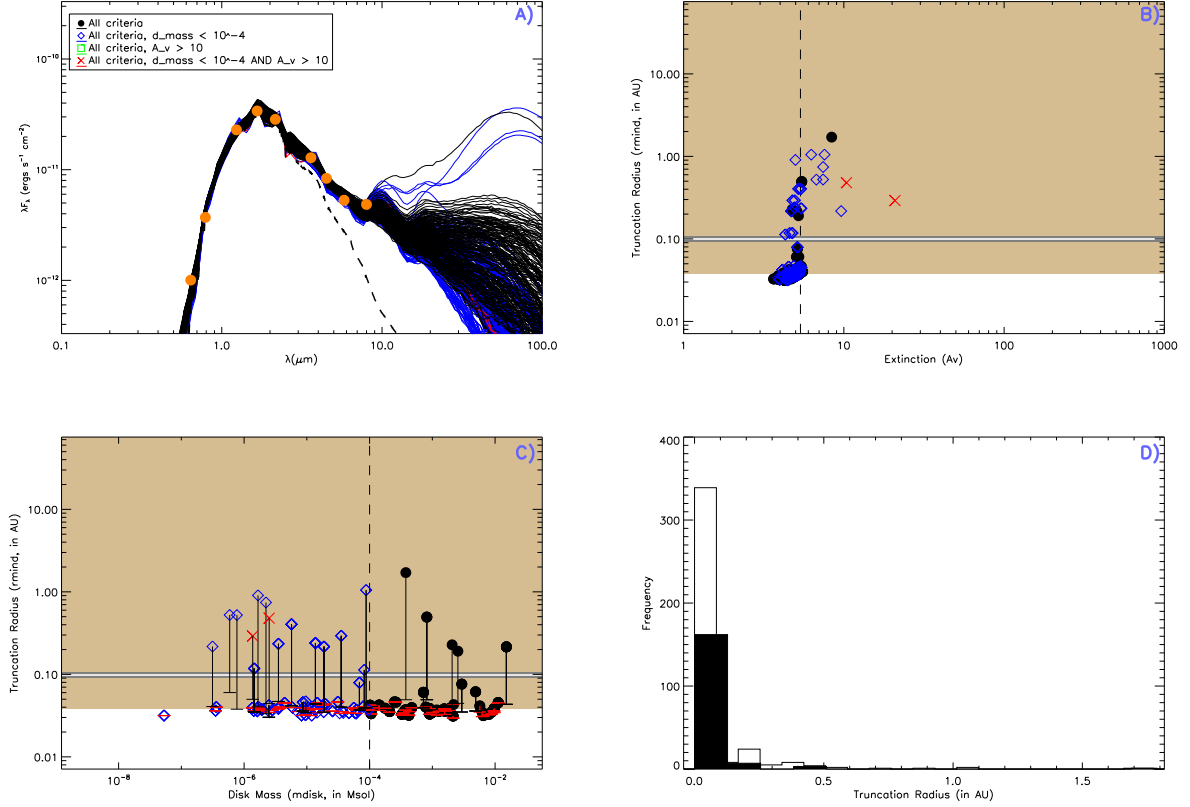 A)
All criteria
All criteria, d_mass < 10^-4
All criteria, A_v > 10
All criteria, d_mass < 10^-4 AND A_v > 10
10⁻¹⁰
10⁻¹¹
10⁻¹²
λFλ (ergs s⁻¹ cm⁻²)
0.1 1.0 10.0 100.0
λ(μm)
B)
10.00
1.00
0.10
0.01
Truncation Radius (rmind, in AU)
1 10 100 1000
Extinction (Av)
C)
10.00
1.00
0.10
0.01
Truncation Radius (rmind, in AU)
10⁻⁸ 10⁻⁶ 10⁻⁴ 10⁻²
Disk Mass (mdisk, in Msol)
D)
400
300
200
100
0
Frequency
0.0 0.5 1.0 1.5
Truncation Radius (in AU)